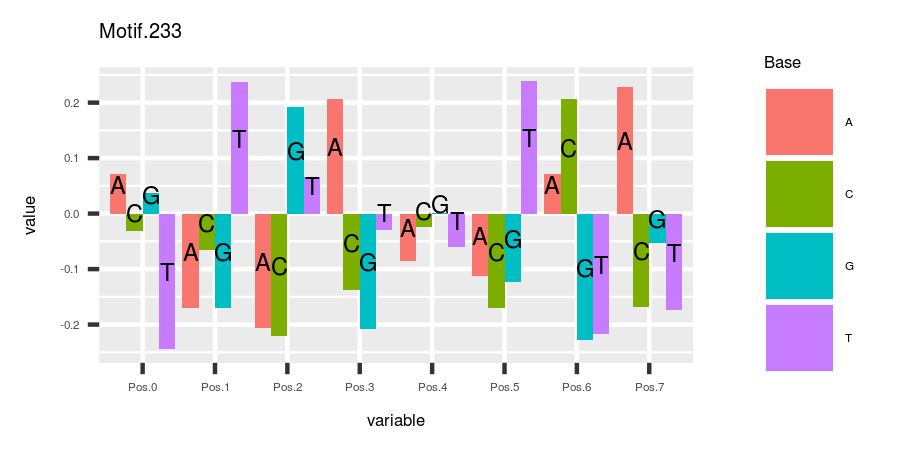 Motif.233
Base
A
C
G
T
value
0.2
0.1
0.0
-0.1
-0.2
A C G T A C G T A C G T A C G T A C G T A C G T A C G T A C G T
Pos.0 Pos.1 Pos.2 Pos.3 Pos.4 Pos.5 Pos.6 Pos.7
variable